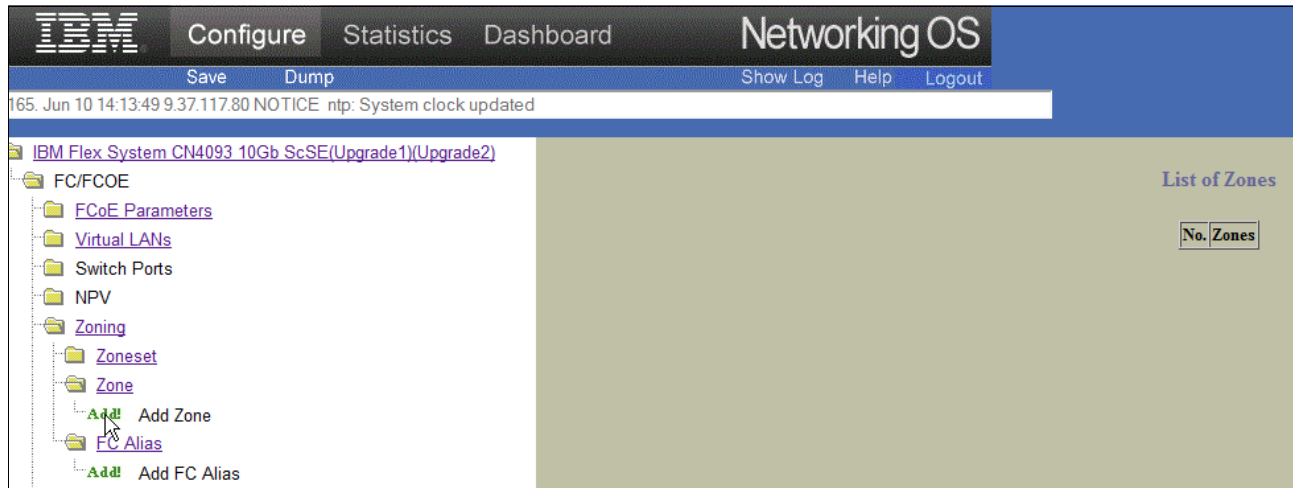 IBM. Configure Statistics Dashboard Networking OS
Save Dump Show Log Help Logout
165. Jun 10 14:13:49 9.37.117.80 NOTICE ntp: System clock updated
IBM Flex System CN4093 10Gb ScSE(Upgrade1)(Upgrade2)
FC/FCOE
FCoE Parameters
Virtual LANs
Switch Ports
NPV
Zoning
Zoneset
Zone
Add! Add Zone
FC Alias
Add! Add FC Alias
List of Zones
No. Zones